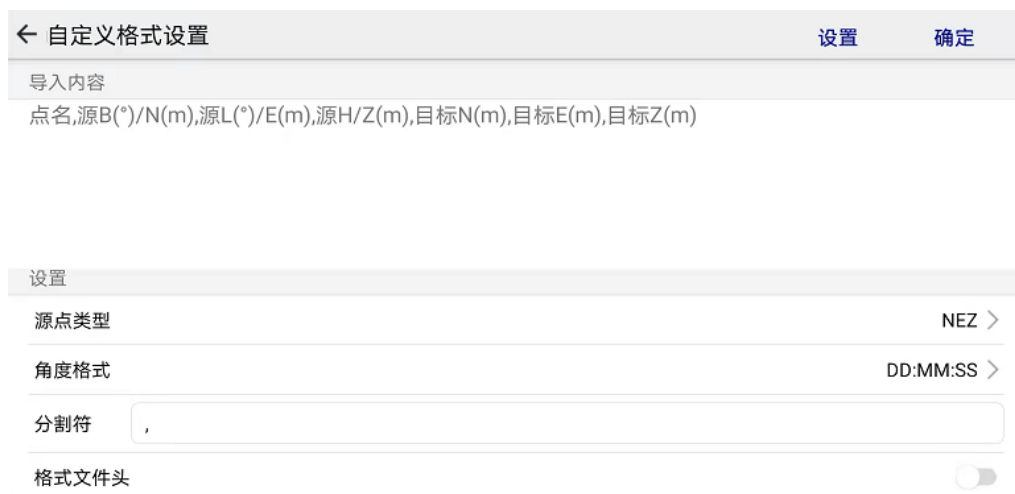 自定义格式设置 设置 确定
导入内容
点名,源B(°)/N(m),源L(°)/E(m),源H/Z(m),目标N(m),目标E(m),目标Z(m)
设置
源点类型 NEZ
角度格式 DD:MM:SS
分割符 ,
格式文件头